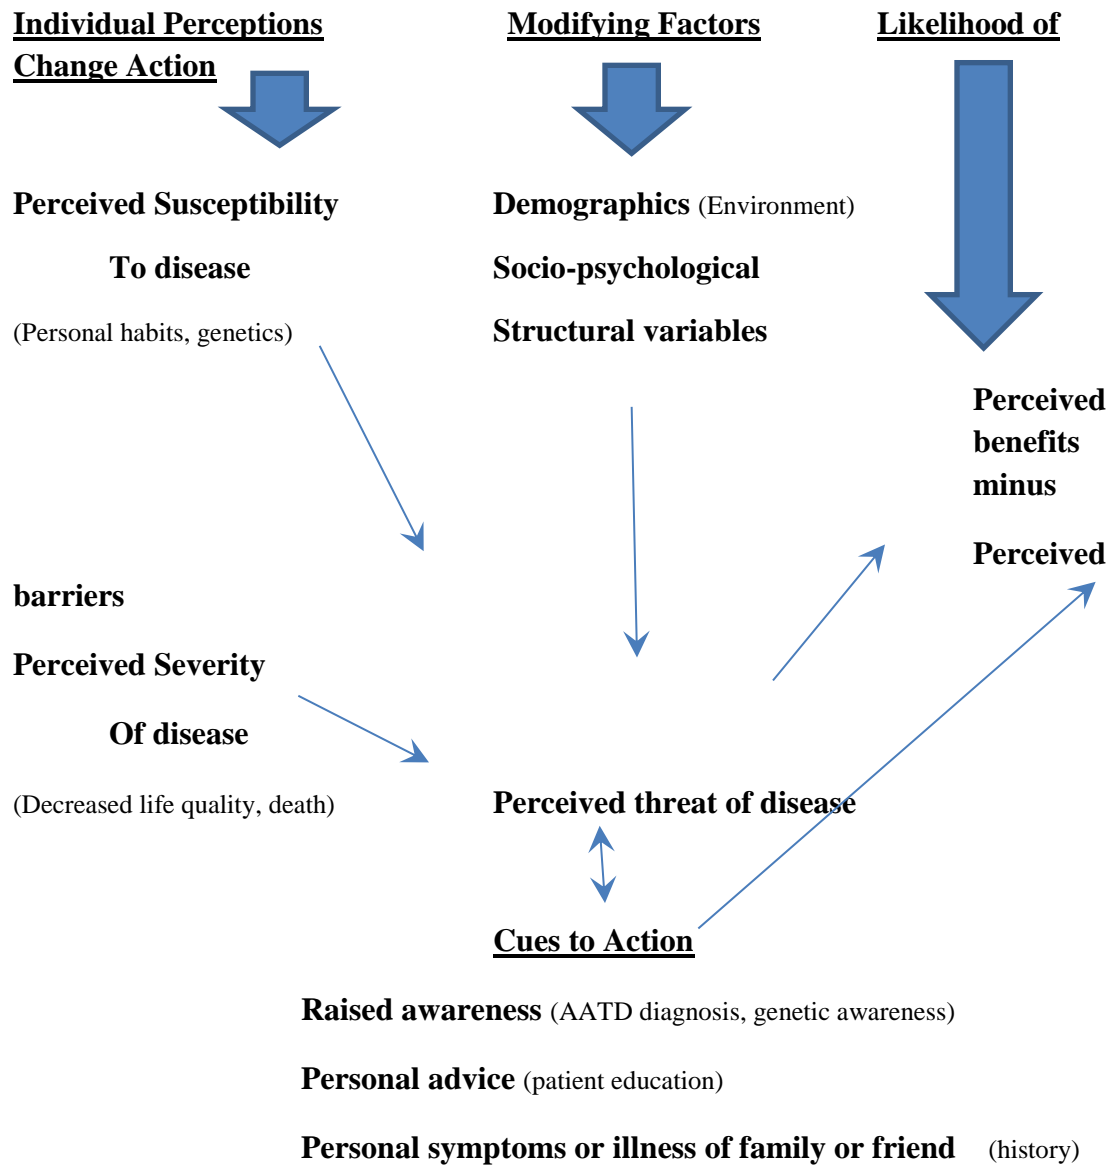 Individual Perceptions Modifying Factors Likelihood of
Change Action
Perceived Susceptibility Demographics (Environment)
To disease Socio-psychological
(Personal habits, genetics) Structural variables
Perceived
benefits
minus
Perceived
barriers
Perceived Severity
Of disease
(Decreased life quality, death) Perceived threat of disease
Cues to Action
Raised awareness (AATD diagnosis, genetic awareness)
Personal advice (patient education)
Personal symptoms or illness of family or friend (history)